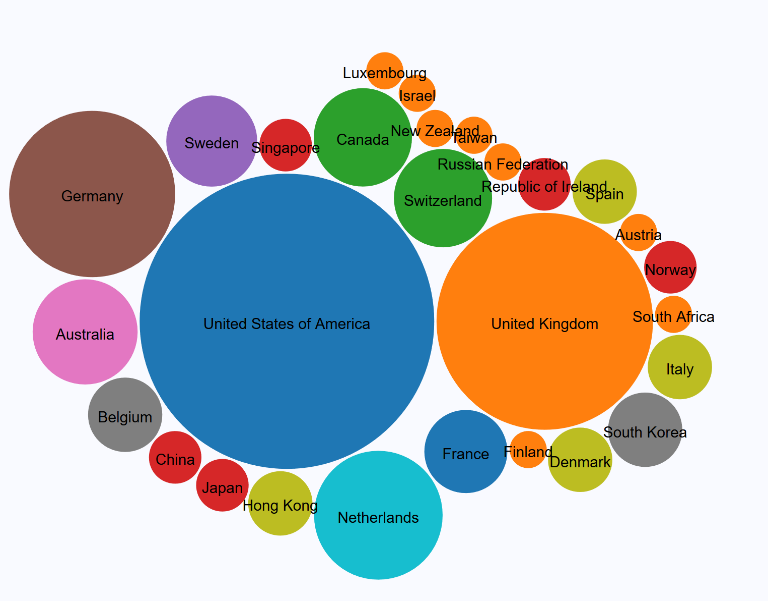 Luxembourg
Israel
New Zealand
Taiwan
Sweden
Singapore
Canada
Russian Federation
Republic of Ireland
Spain
Germany
Switzerland
Austria
Norway
South Africa
United States of America
United Kingdom
Australia
Italy
Belgium
South Korea
China
France
Finland
Denmark
Japan
Hong Kong
Netherlands